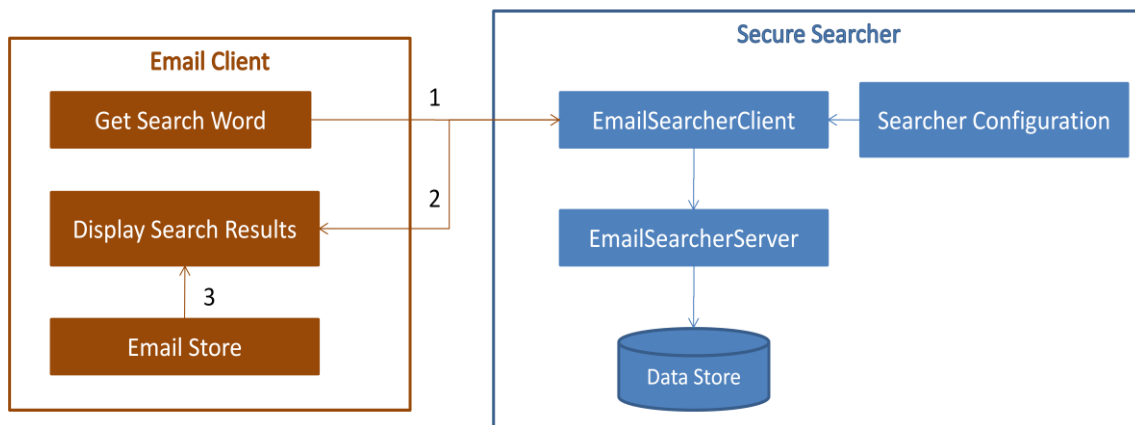 Email Client
Get Search Word
Display Search Results
Email Store
1
2
3
Secure Searcher
EmailSearcherClient
Searcher Configuration
EmailSearcherServer
Data Store